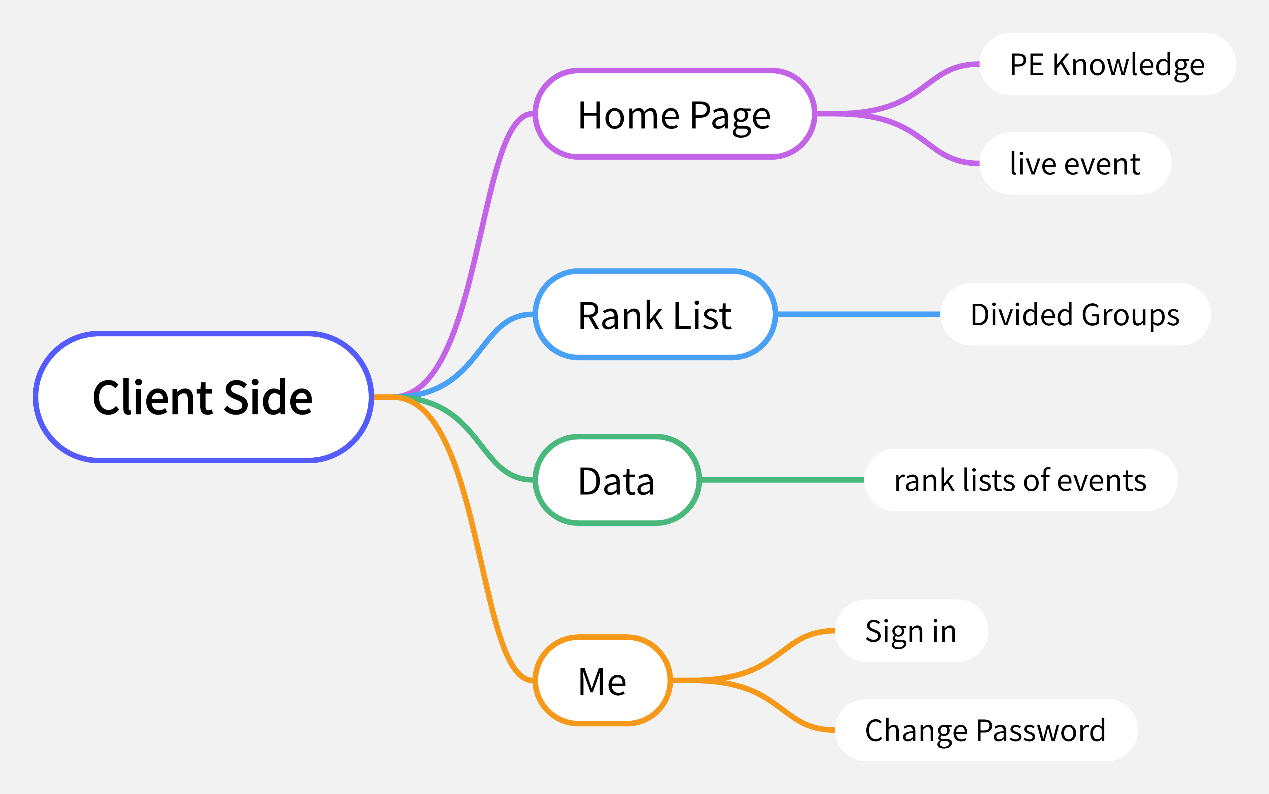 Client Side
Home Page
PE Knowledge
live event
Rank List
Divided Groups
Data
rank lists of events
Me
Sign in
Change Password